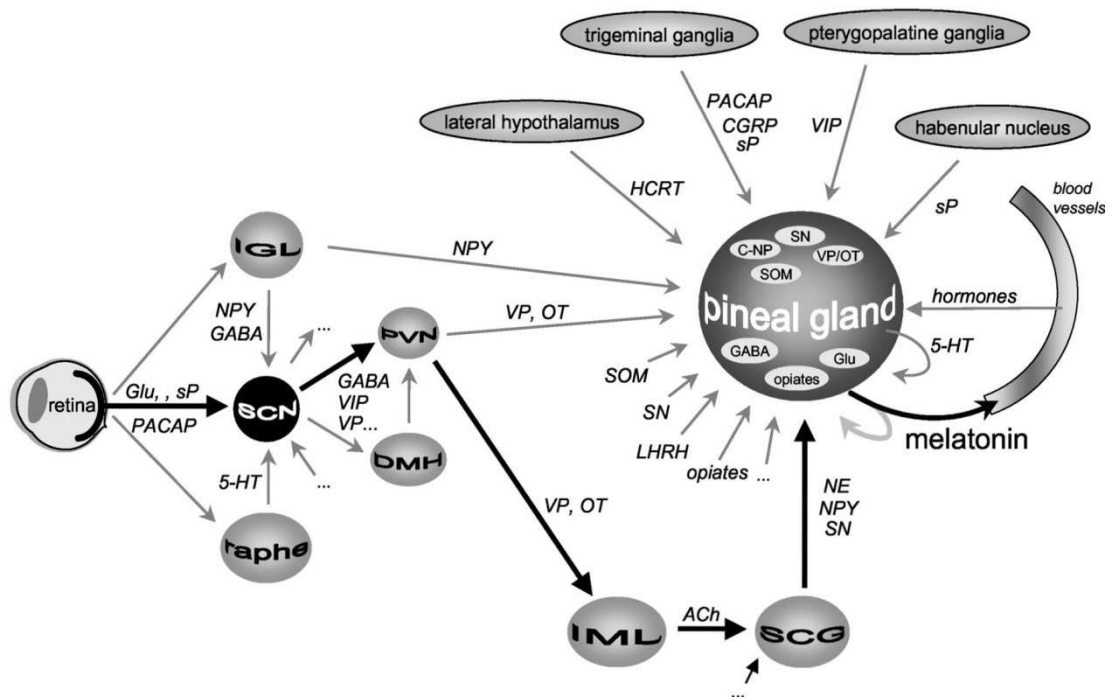 trigeminal ganglia
pterygopalatine ganglia
lateral hypothalamus
habenular nucleus
PACAP
CGRP
sP
VIP
HCRT
sP
blood
vessels
IGL
NPY
SN
C-NP
VP/OT
SOM
pineal gland
hormones
NPY
GABA
...
PVN
VP, OT
GABA
Glu
opiates
5-HT
SOM
SN
LHRH
opiates
...
melatonin
retina
Glu, , sP
PACAP
SCN
GABA
VIP
VP...
DMH
...
5-HT
raphe
VP, OT
NE
NPY
SN
IML
ACh
SCG
...